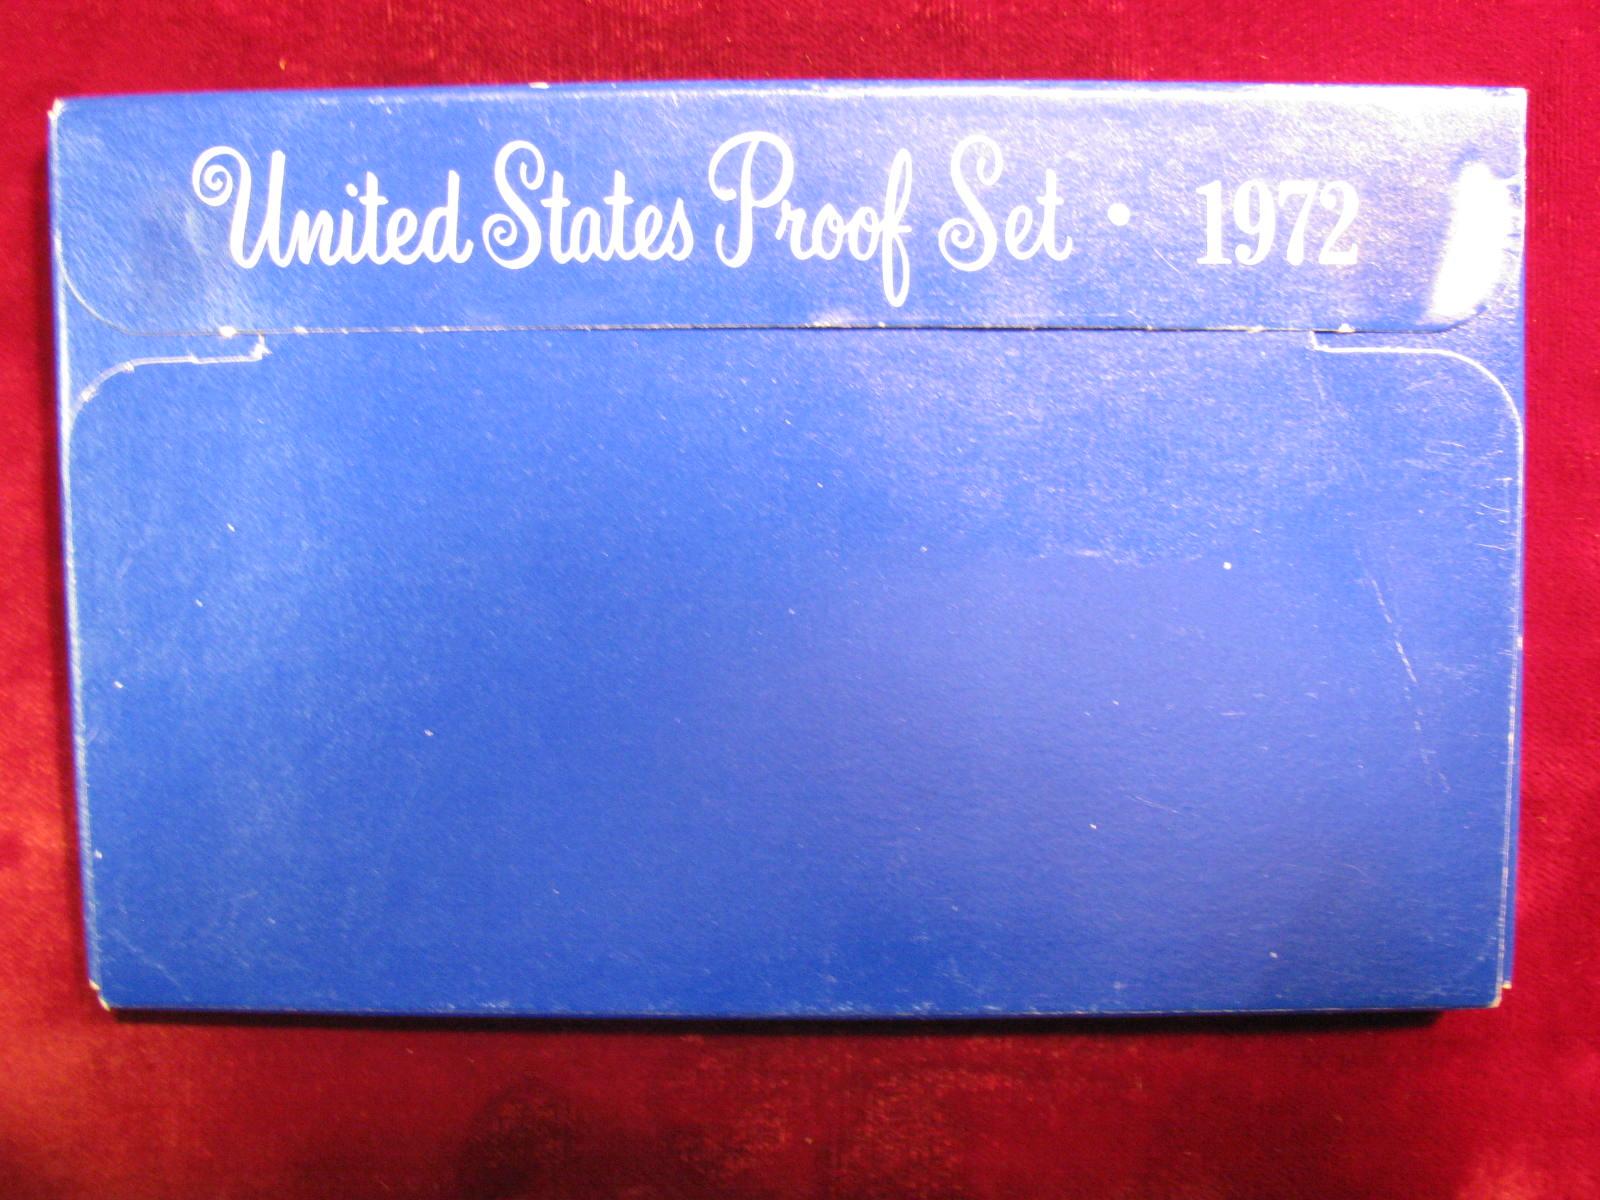 United States Proof Set • 1972